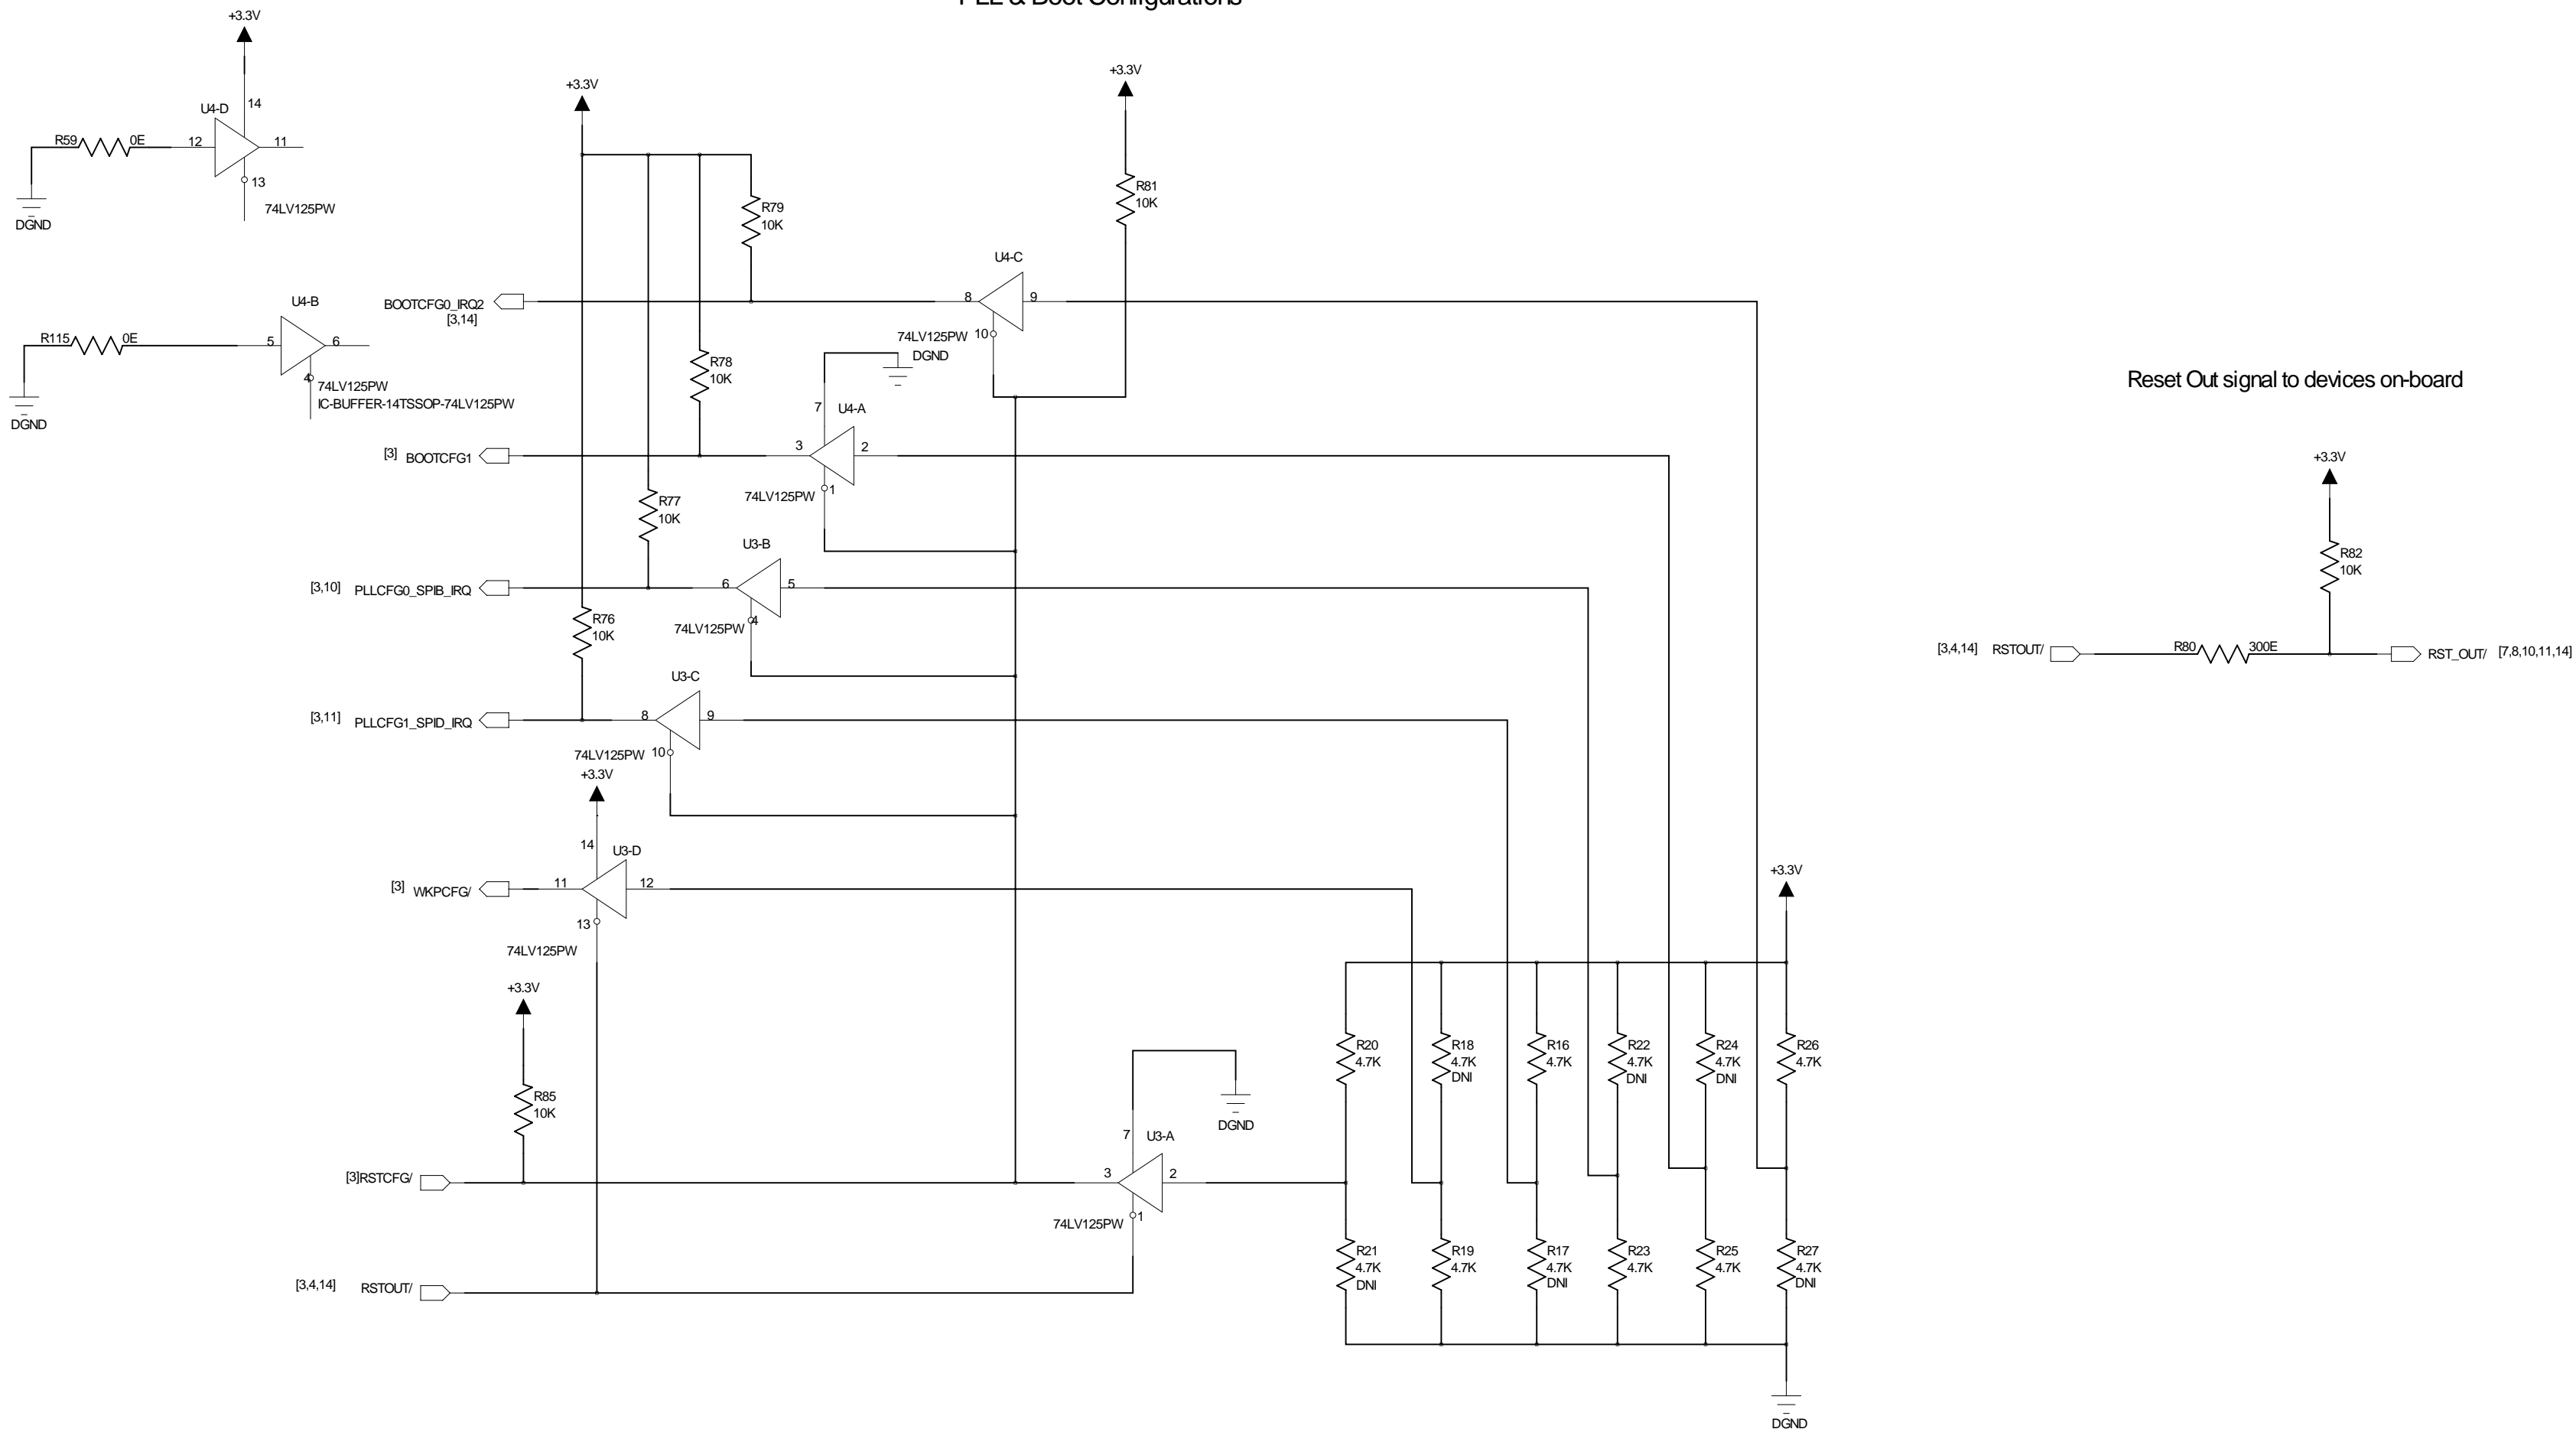 PLL & Boot Configurations
+3.3V
14
U4-D
R59 0E 12 11
13
74LV125PW
DGND
U4-B
R115 0E 5 6
4
74LV125PW
IC-BUFFER-14TSSOP-74LV125PW
DGND
+3.3V
+3.3V
R79
10K
R81
10K
U4-C
BOOTCFG0_IRQ2 8 9
[3,14]
74LV125PW 10
DGND
R78
10K
7 U4-A
[3] BOOTCFG1 3 2
74LV125PW 1
R77
10K
U3-B
[3,10] PLLCFG0_SPIB_IRQ 6 5
74LV125PW 4
R76
10K
U3-C
[3,11] PLLCFG1_SPID_IRQ 8 9
74LV125PW 10
+3.3V
14 U3-D
[3] WKPCFG/ 11 12
13
74LV125PW
+3.3V
R85
10K
DGND
7 U3-A
[3]RSTCFG/ 3 2
74LV125PW 1
[3,4,14] RSTOUT/
+3.3V
R20
4.7K
R18
4.7K
DNI
R16
4.7K
R22
4.7K
DNI
R24
4.7K
DNI
R26
4.7K
R21
4.7K
DNI
R19
4.7K
R17
4.7K
DNI
R23
4.7K
R25
4.7K
R27
4.7K
DNI
DGND
Reset Out signal to devices on-board
+3.3V
R82
10K
[3,4,14] RSTOUT/ R80 300E RST_OUT/ [7,8,10,11,14]